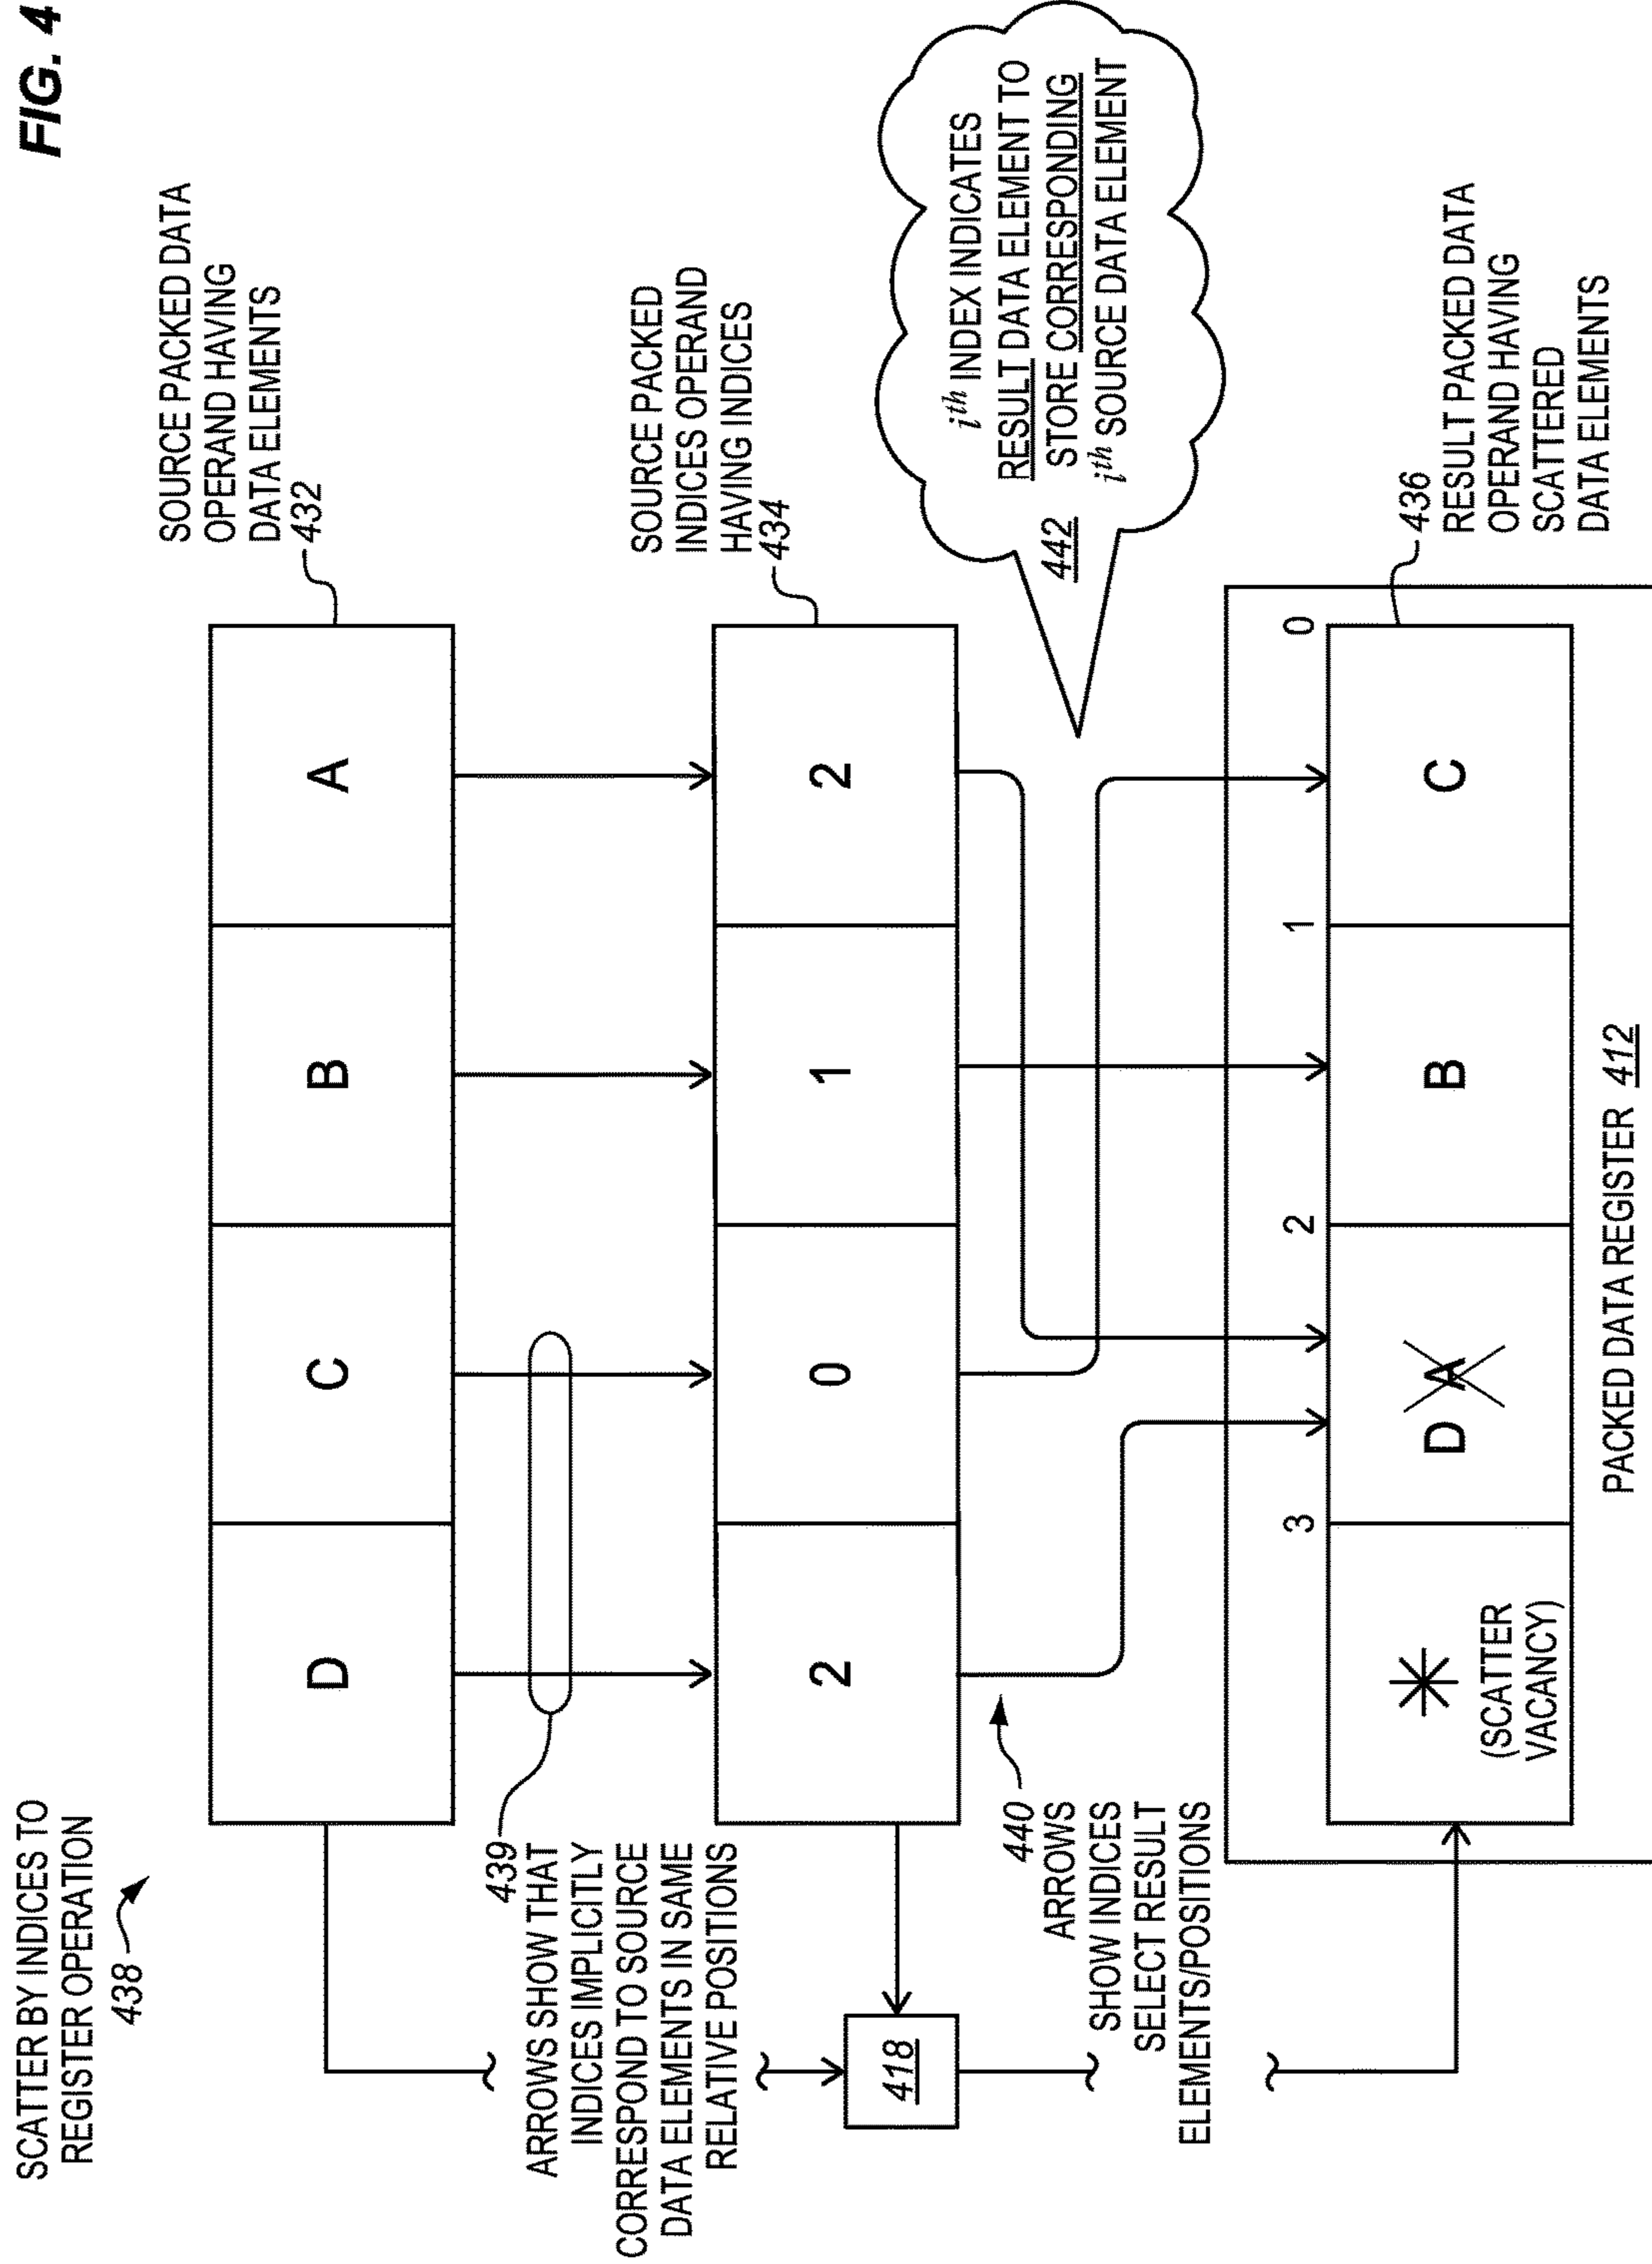 FIG. 4
SCATTER BY INDICES TO
REGISTER OPERATION
438
SOURCE PACKED DATA
OPERAND HAVING
DATA ELEMENTS
432
D
C
B
A
439
ARROWS SHOW THAT
INDICES IMPLICITLY
CORRESPOND TO SOURCE
DATA ELEMENTS IN SAME
RELATIVE POSITIONS
SOURCE PACKED
INDICES OPERAND
HAVING INDICES
434
2
0
1
2
418
440
ARROWS
SHOW INDICES
SELECT RESULT
ELEMENTS/POSITIONS
442
ith INDEX INDICATES
RESULT DATA ELEMENT TO
STORE CORRESPONDING
ith SOURCE DATA ELEMENT
3
2
1
0
*
(SCATTER
VACANCY)
D A
B
C
436
RESULT PACKED DATA
OPERAND HAVING
SCATTERED
DATA ELEMENTS
PACKED DATA REGISTER 412